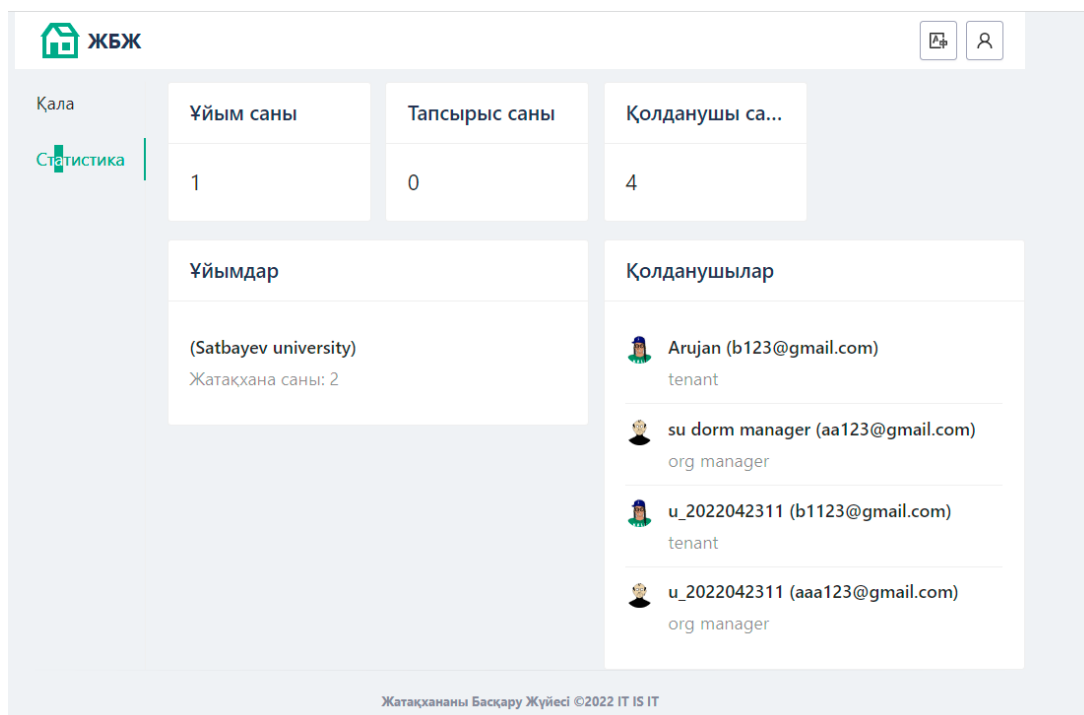 ЖБЖ
Қала
Статистика
Ұйым саны
1
Тапсырыс саны
0
Қолданушы са...
4
Ұйымдар
(Satbayev university)
Жатақхана саны: 2
Қолданушылар
Arujan (b123@gmail.com)
tenant
su dorm manager (aa123@gmail.com)
org manager
u_2022042311 (b1123@gmail.com)
tenant
u_2022042311 (aaa123@gmail.com)
org manager
Жатақхананы Басқару Жүйесі ©2022 IT IS IT